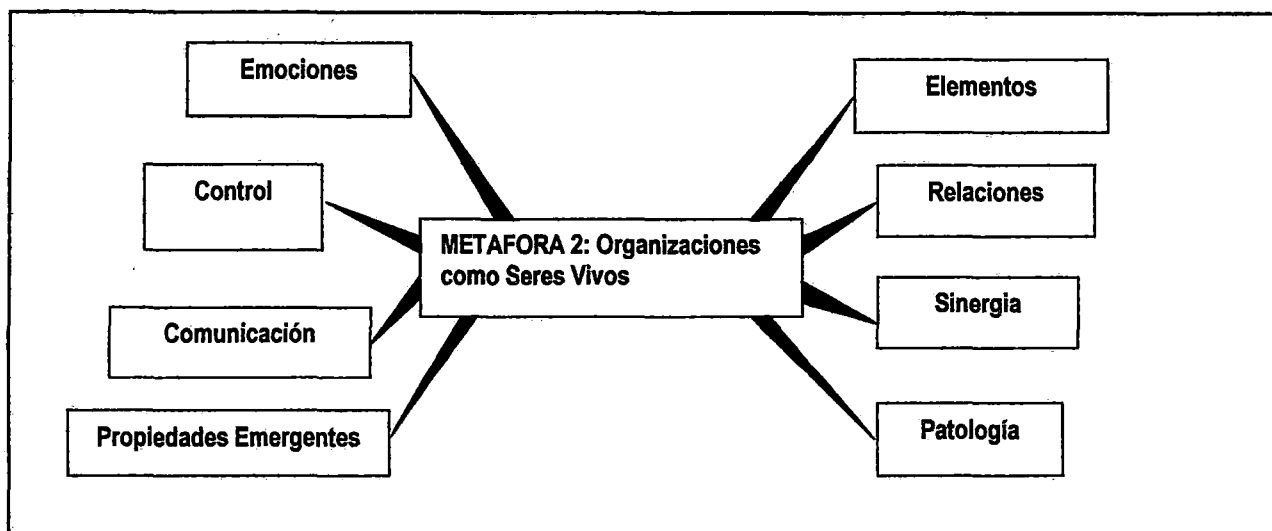 Emociones
Elementos
Control
Relaciones
METAFORA 2: Organizaciones
como Seres Vivos
Sinergia
Comunicación
Propiedades Emergentes
Patología